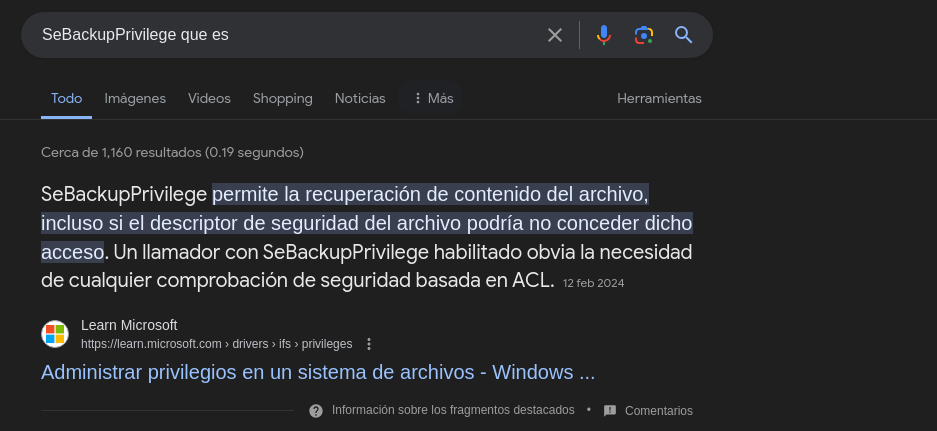 SeBackupPrivilege que es
Todo Imágenes Videos Shopping Noticias Más Herramientas
Cerca de 1,160 resultados (0.19 segundos)
SeBackupPrivilege permite la recuperación de contenido del archivo,
incluso si el descriptor de seguridad del archivo podría no conceder dicho
acceso. Un llamador con SeBackupPrivilege habilitado obvia la necesidad
de cualquier comprobación de seguridad basada en ACL. 12 feb 2024
Learn Microsoft
https://learn.microsoft.com › drivers › ifs › privileges
Administrar privilegios en un sistema de archivos - Windows ...
Información sobre los fragmentos destacados • Comentarios